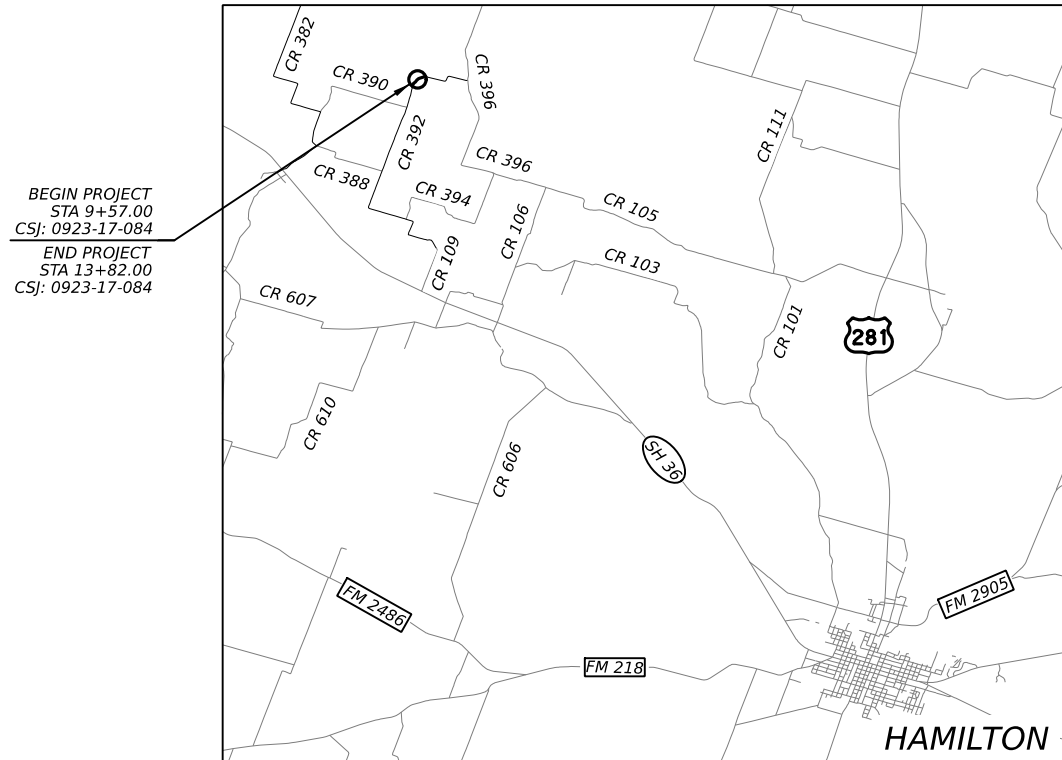 CR 382
CR 390
CR 396
CR 392
CR 111
CR 396
CR 388
CR 394
BEGIN PROJECT
STA 9+57.00
CSJ: 0923-17-084
END PROJECT
STA 13+82.00
CSJ: 0923-17-084
CR 105
CR 106
CR 109
CR 103
CR 607
CR 101
281
CR 610
CR 606
SH 36
FM 2486
FM 2905
FM 218
HAMILTON